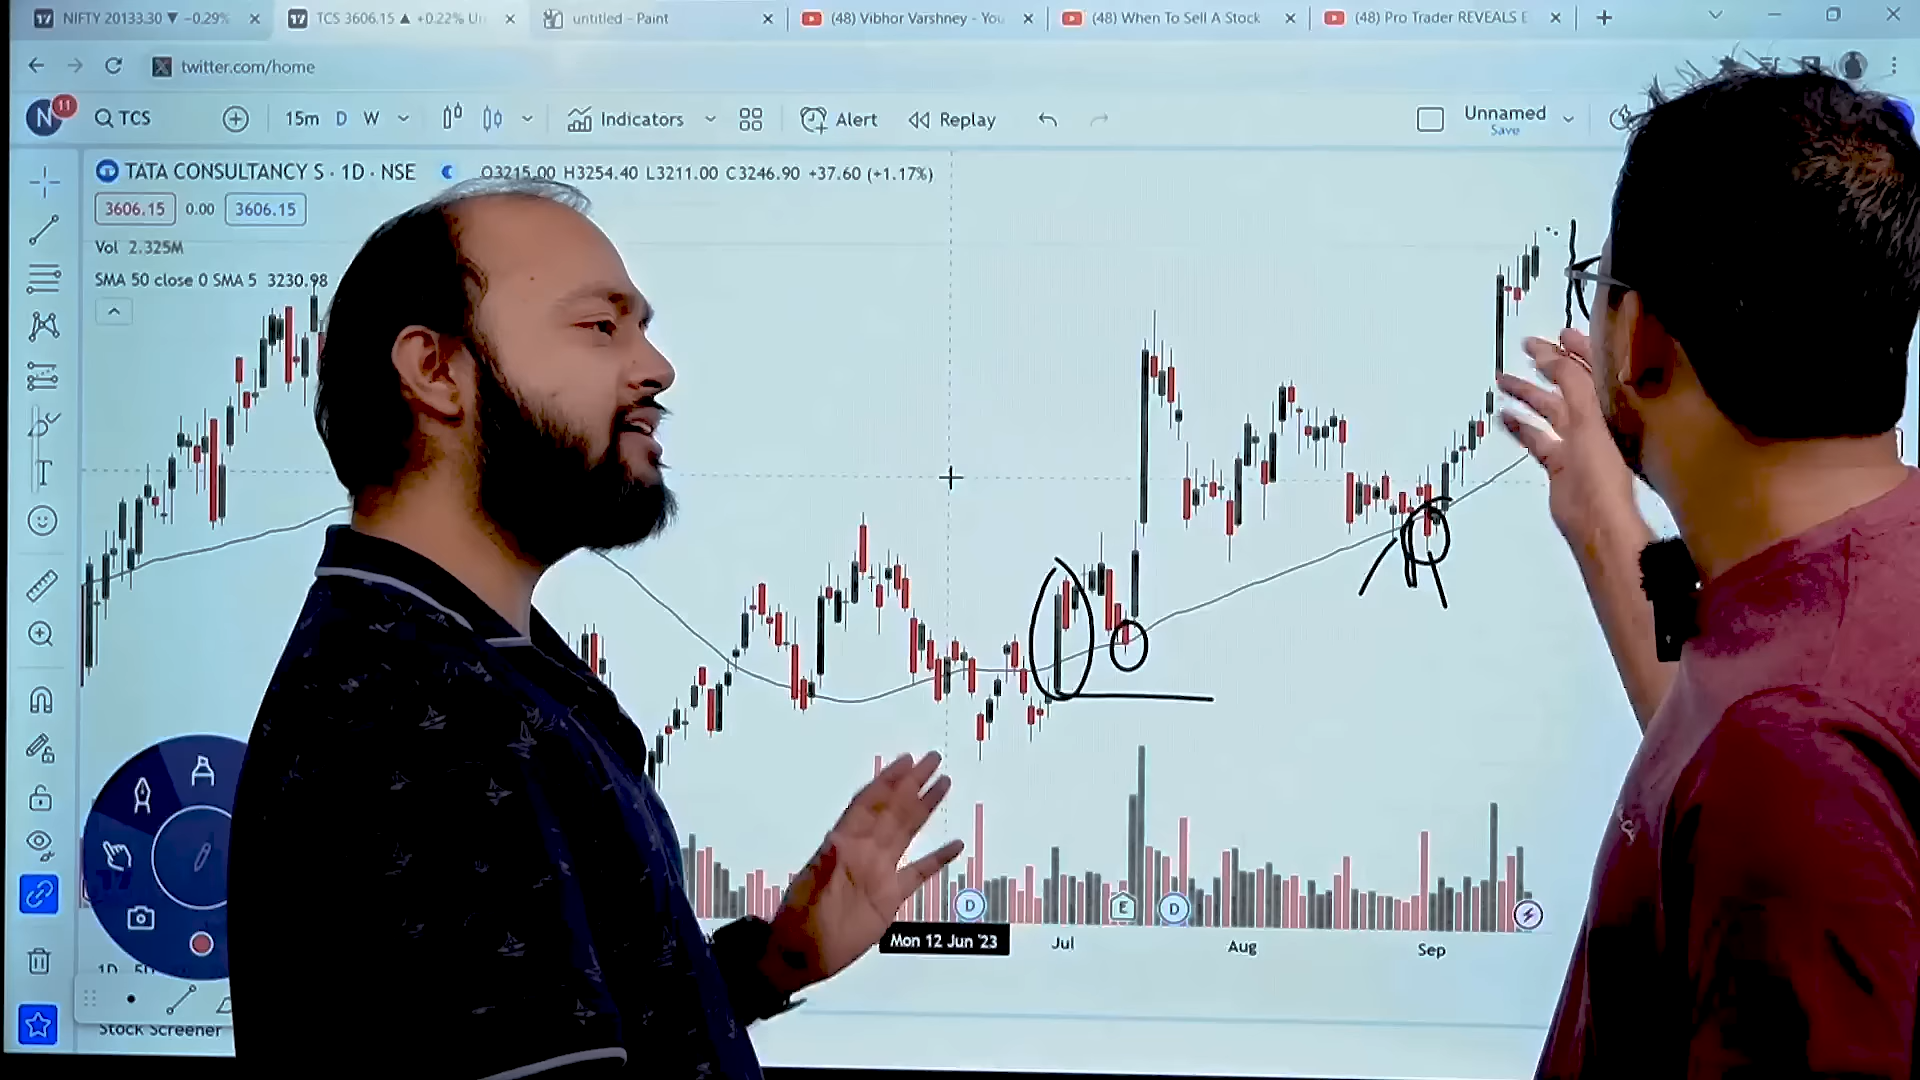 NIFTY 20133.30 ▼ −0.29%
TCS 3606.15 ▲ +0.22% Un
untitled - Paint
(48) Vibhor Varshney - You
(48) When To Sell A Stock
(48) Pro Trader REVEALS E
twitter.com/home
N 11
TCS
15m D W
Indicators
Alert
Replay
Unnamed
Save
TATA CONSULTANCY S · 1D · NSE
O3215.00 H3254.40 L3211.00 C3246.90 +37.60 (+1.17%)
3606.15 0.00 3606.15
Vol 2.325M
SMA 50 close 0 SMA 5 3230.98
D E D
Mon 12 Jun '23 Jul Aug Sep
1D
Stock Screener